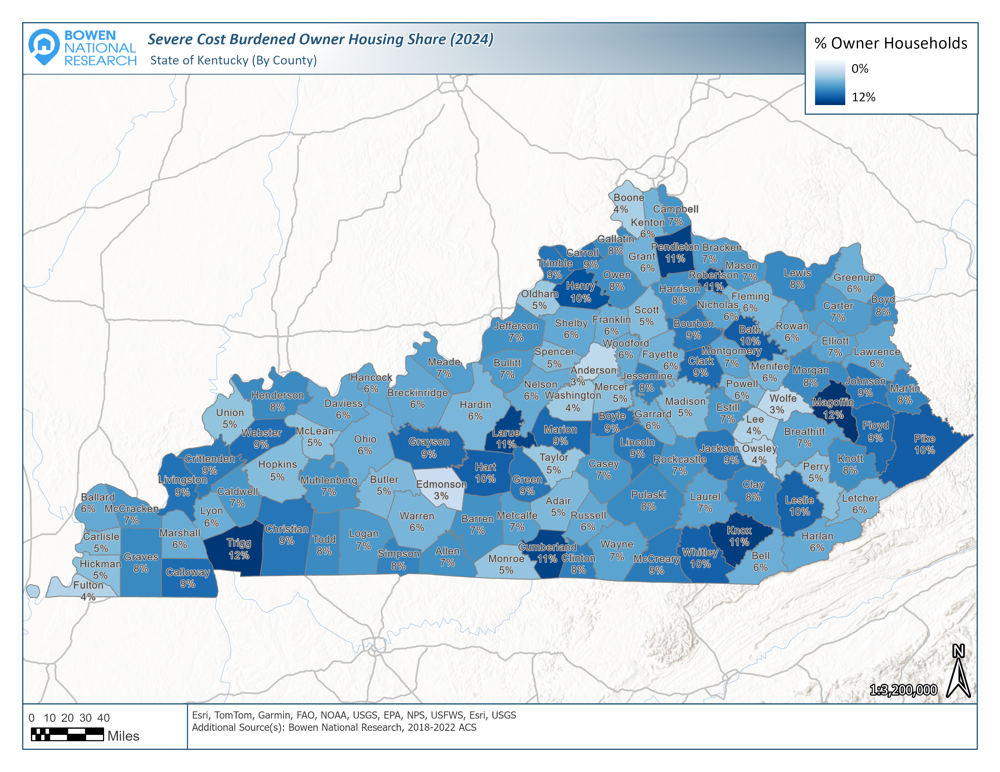 BOWEN
NATIONAL
RESEARCH
Severe Cost Burdened Owner Housing Share (2024)
State of Kentucky (By County)
% Owner Households
0%
12%
Boone
4%
Campbell
7%
Kenton
6%
Gallatin
8%
Carroll
9%
Trimble
9%
Grant
6%
Pendleton
11%
Bracken
7%
Mason
7%
Robertson
11%
Lewis
8%
Greenup
6%
Owen
8%
Henry
10%
Oldham
5%
Harrison
8%
Fleming
6%
Nicholas
6%
Carter
7%
Boyd
8%
Scott
5%
Franklin
6%
Shelby
6%
Jefferson
7%
Bourbon
9%
Bath
10%
Rowan
6%
Elliott
7%
Lawrence
6%
Woodford
6%
Fayette
6%
Spencer
5%
Bullitt
7%
Meade
7%
Montgomery
7%
Clark
9%
Menifee
6%
Morgan
8%
Johnson
9%
Martin
8%
Anderson
3%
Jessamine
8%
Mercer
5%
Nelson
6%
Washington
4%
Powell
6%
Wolfe
3%
Magoffin
12%
Hancock
6%
Breckinridge
6%
Henderson
8%
Daviess
6%
Hardin
6%
Union
5%
Madison
5%
Estill
7%
Lee
4%
Garrard
6%
Boyle
9%
Marion
9%
Larue
11%
Floyd
9%
Pike
10%
Breathitt
7%
Webster
9%
McLean
5%
Ohio
6%
Grayson
9%
Lincoln
9%
Jackson
9%
Owsley
4%
Rockcastle
7%
Knott
8%
Perry
5%
Taylor
5%
Casey
7%
Hart
10%
Green
9%
Crittenden
9%
Hopkins
5%
Livingston
9%
Muhlenberg
7%
Butler
5%
Edmonson
3%
Clay
8%
Leslie
10%
Letcher
6%
Laurel
7%
Pulaski
8%
Adair
5%
Caldwell
7%
Ballard
6%
McCracken
7%
Lyon
6%
Warren
6%
Barren
7%
Metcalfe
7%
Russell
6%
Christian
9%
Logan
7%
Todd
8%
Trigg
12%
Marshall
6%
Carlisle
5%
Knox
11%
Harlan
6%
Wayne
7%
Cumberland
11%
Clinton
8%
McCreary
9%
Whitley
10%
Bell
6%
Monroe
5%
Allen
7%
Simpson
8%
Graves
8%
Hickman
5%
Calloway
9%
Fulton
4%
N
1:3,200,000
0 10 20 30 40
Miles
Esri, TomTom, Garmin, FAO, NOAA, USGS, EPA, NPS, USFWS, Esri, USGS
Additional Source(s): Bowen National Research, 2018-2022 ACS